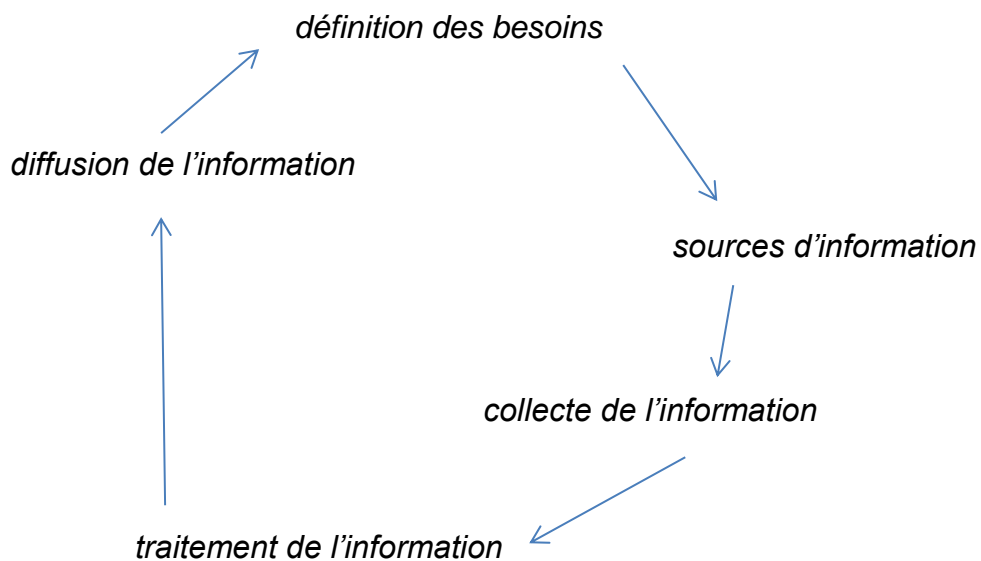 définition des besoins
diffusion de l’information
sources d’information
collecte de l’information
traitement de l’information